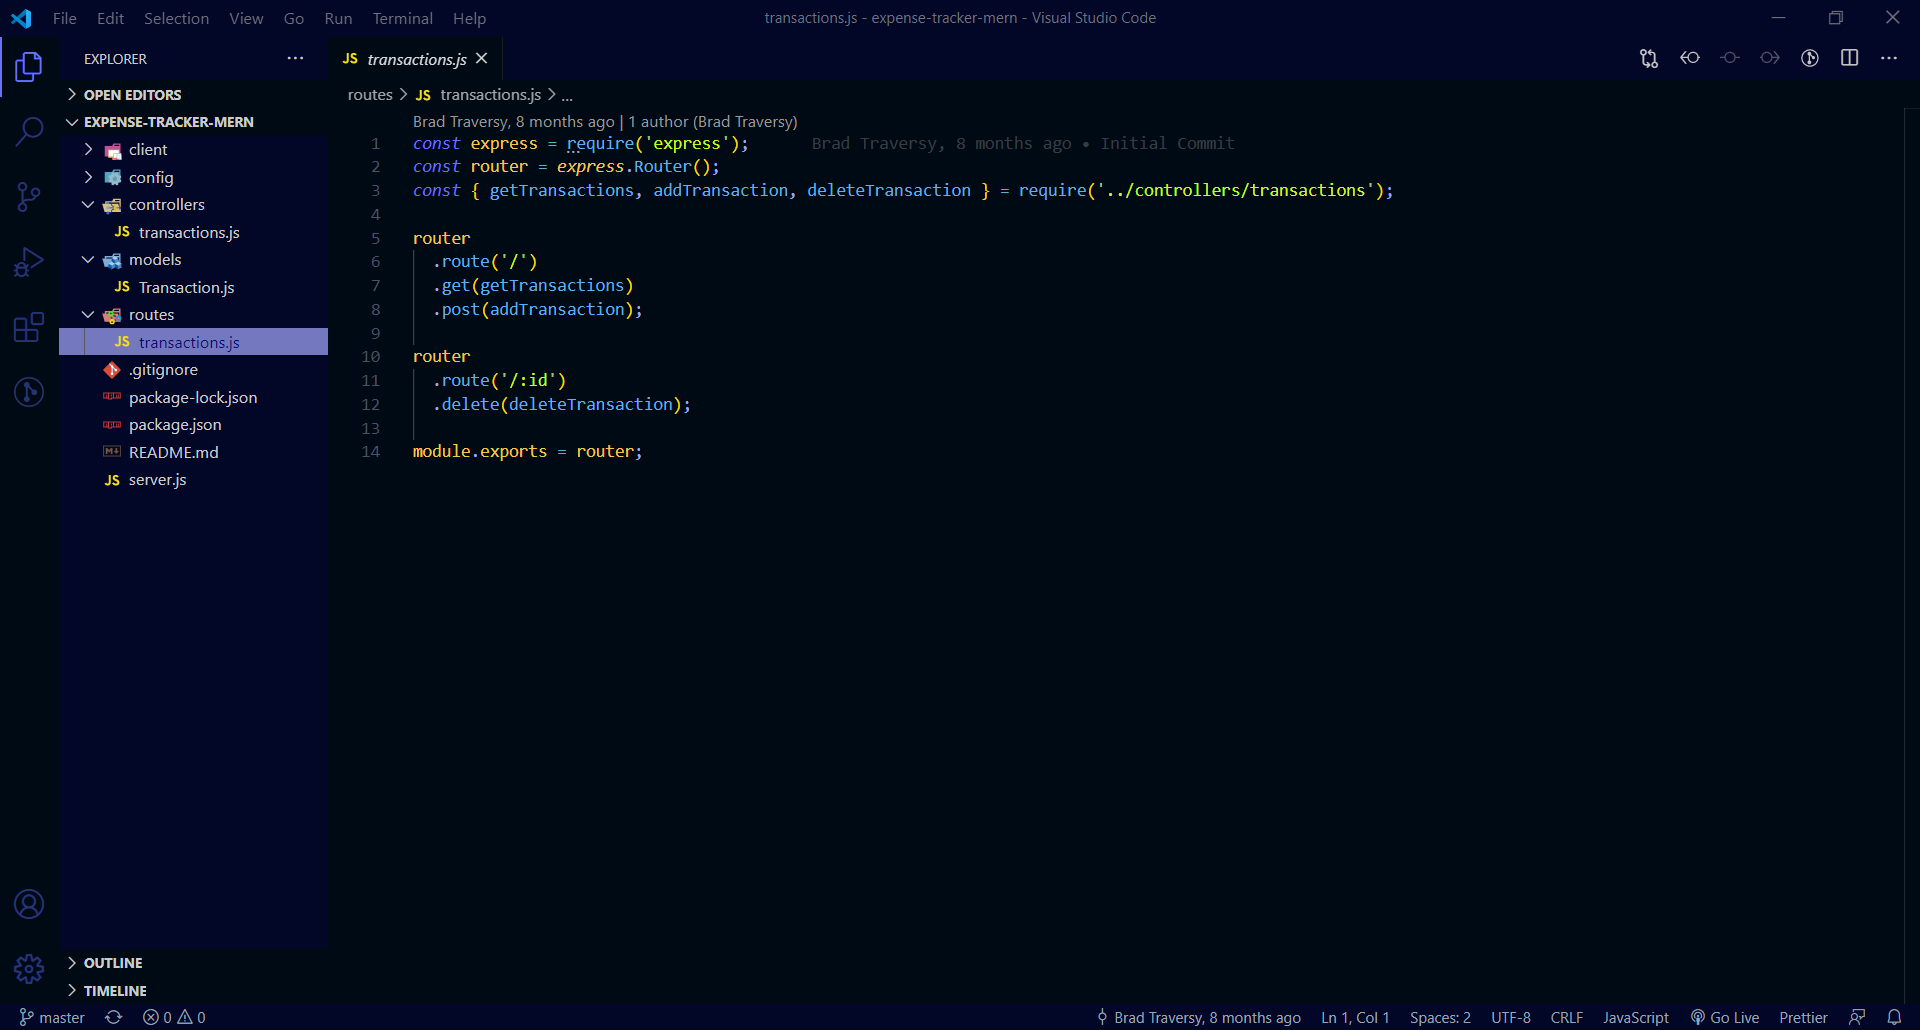 File Edit Selection View Go Run Terminal Help
transactions.js - expense-tracker-mern - Visual Studio Code
EXPLORER
OPEN EDITORS
EXPENSE-TRACKER-MERN
client
config
controllers
JS transactions.js
models
JS Transaction.js
routes
JS transactions.js
.gitignore
package-lock.json
package.json
README.md
JS server.js
OUTLINE
TIMELINE
JS transactions.js
routes > JS transactions.js > ...
Brad Traversy, 8 months ago | 1 author (Brad Traversy)
1 const express = require('express'); Brad Traversy, 8 months ago • Initial Commit
2 const router = express.Router();
3 const { getTransactions, addTransaction, deleteTransaction } = require('../controllers/transactions');
4
5 router
6 .route('/')
7 .get(getTransactions)
8 .post(addTransaction);
9
10 router
11 .route('/:id')
12 .delete(deleteTransaction);
13
14 module.exports = router;
master 0 0 Brad Traversy, 8 months ago Ln 1, Col 1 Spaces: 2 UTF-8 CRLF JavaScript Go Live Prettier